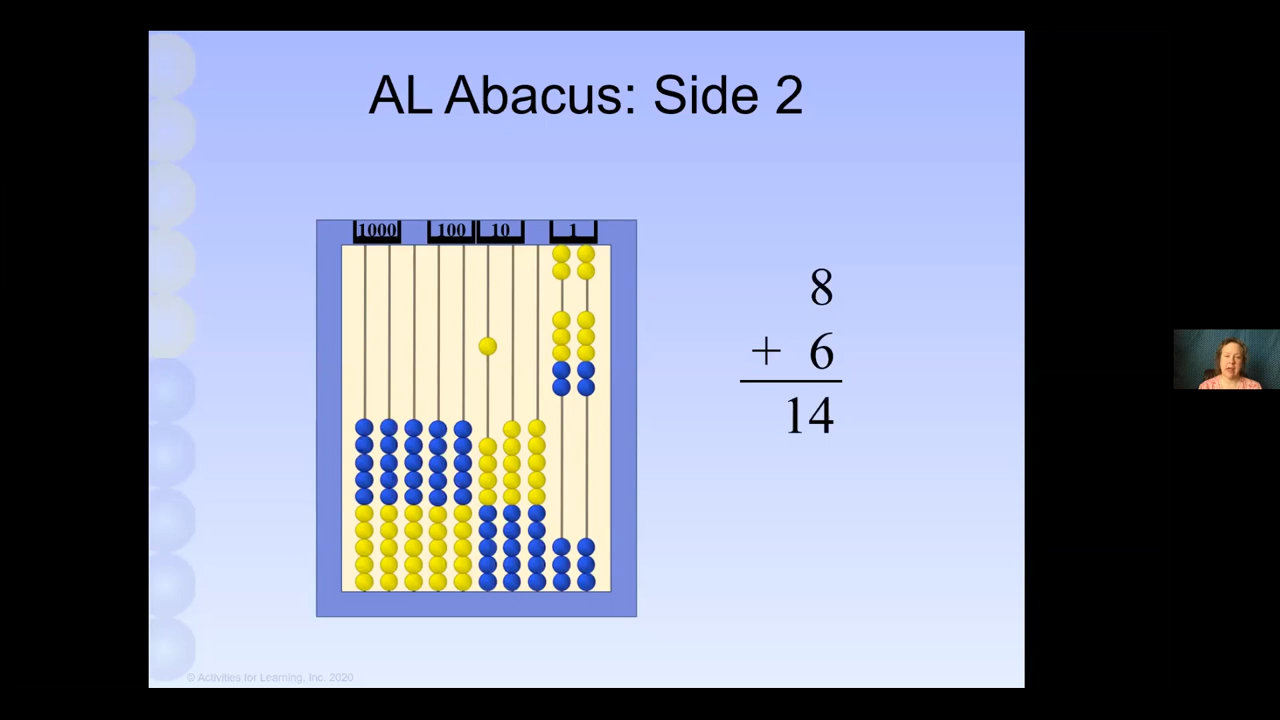 AL Abacus: Side 2
1000 100 10 1
8
+ 6
14
© Activities for Learning, Inc. 2020